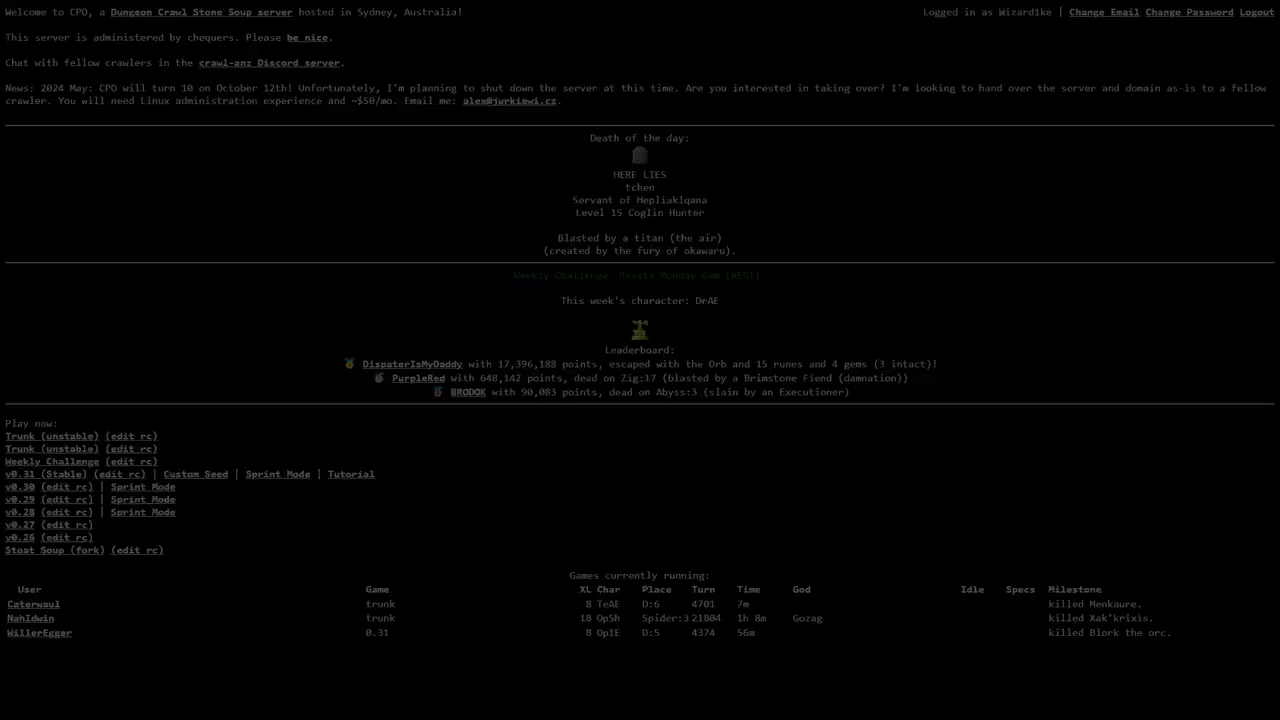 Welcome to CPO, a Dungeon Crawl Stone Soup server hosted in Sydney, Australia!
Logged in as Wizard1ke | Change Email Change Password Logout
This server is administered by chequers. Please be nice.
Chat with fellow crawlers in the crawl-anz Discord server.
News: 2024 May: CPO will turn 10 on October 12th! Unfortunately, I'm planning to shut down the server at this time. Are you interested in taking over? I'm looking to hand over the server and domain as-is to a fellow
crawler. You will need Linux administration experience and ~$50/mo. Email me: alex@jurkiewi.cz.
Death of the day:
HERE LIES
tchen
Servant of Hepliaklqana
Level 15 Coglin Hunter
Blasted by a titan (the air)
(created by the fury of okawaru).
Weekly Challenge. Resets Monday 6am (AEST)
This week's character: DrAE
Leaderboard:
DispaterIsMyDaddy with 17,396,188 points, escaped with the Orb and 15 runes and 4 gems (3 intact)!
PurpleRed with 648,142 points, dead on Zig:17 (blasted by a Brimstone Fiend (damnation))
BRODOK with 90,083 points, dead on Abyss:3 (slain by an Executioner)
Play now:
Trunk (unstable) (edit rc)
Trunk (unstable) (edit rc)
Weekly Challenge (edit rc)
v0.31 (Stable) (edit rc) | Custom Seed | Sprint Mode | Tutorial
v0.30 (edit rc) | Sprint Mode
v0.29 (edit rc) | Sprint Mode
v0.28 (edit rc) | Sprint Mode
v0.27 (edit rc)
v0.26 (edit rc)
Stoat Soup (fork) (edit rc)
Games currently running:
User Game XL Char Place Turn Time God Idle Specs Milestone
Caterwaul trunk 8 TeAE D:6 4701 7m killed Menkaure.
NahIdwin trunk 18 OpSh Spider:3 21804 1h 8m Gozag killed Xak'krixis.
WillerEgger 0.31 8 OpIE D:5 4374 56m killed Blork the orc.